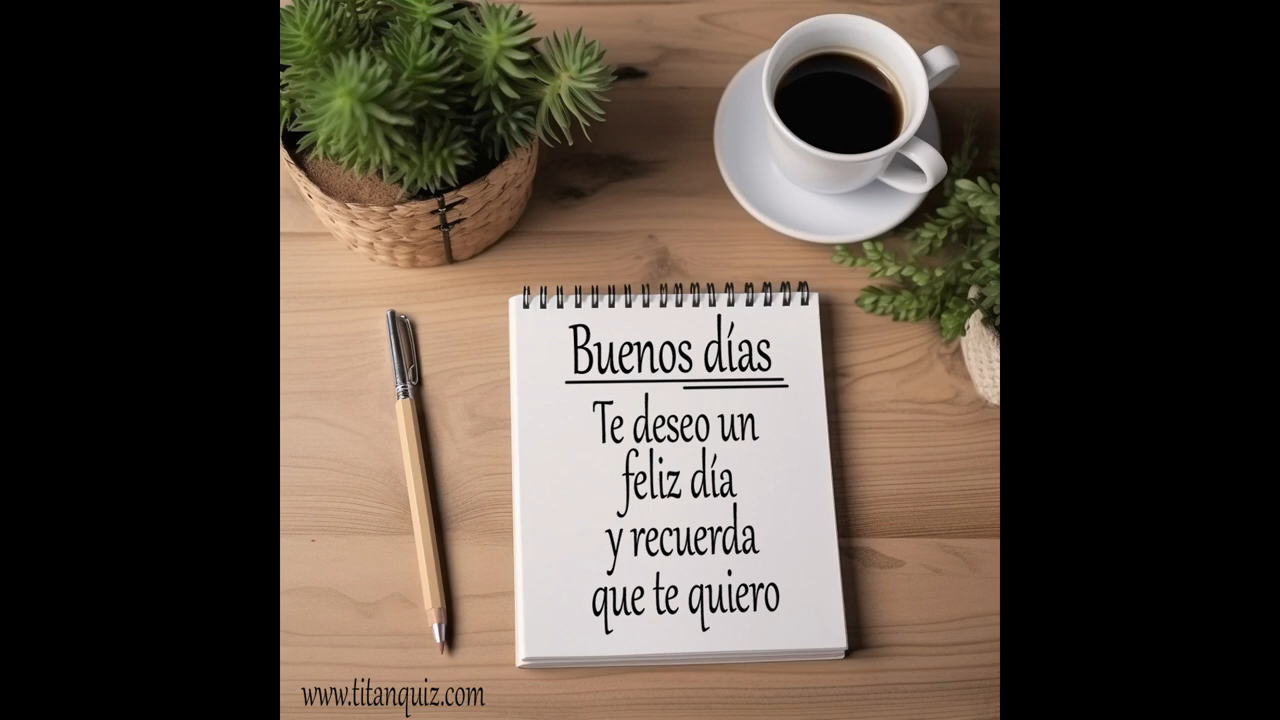 Buenos días
Te deseo un
feliz día
y recuerda
que te quiero
www.titanquiz.com